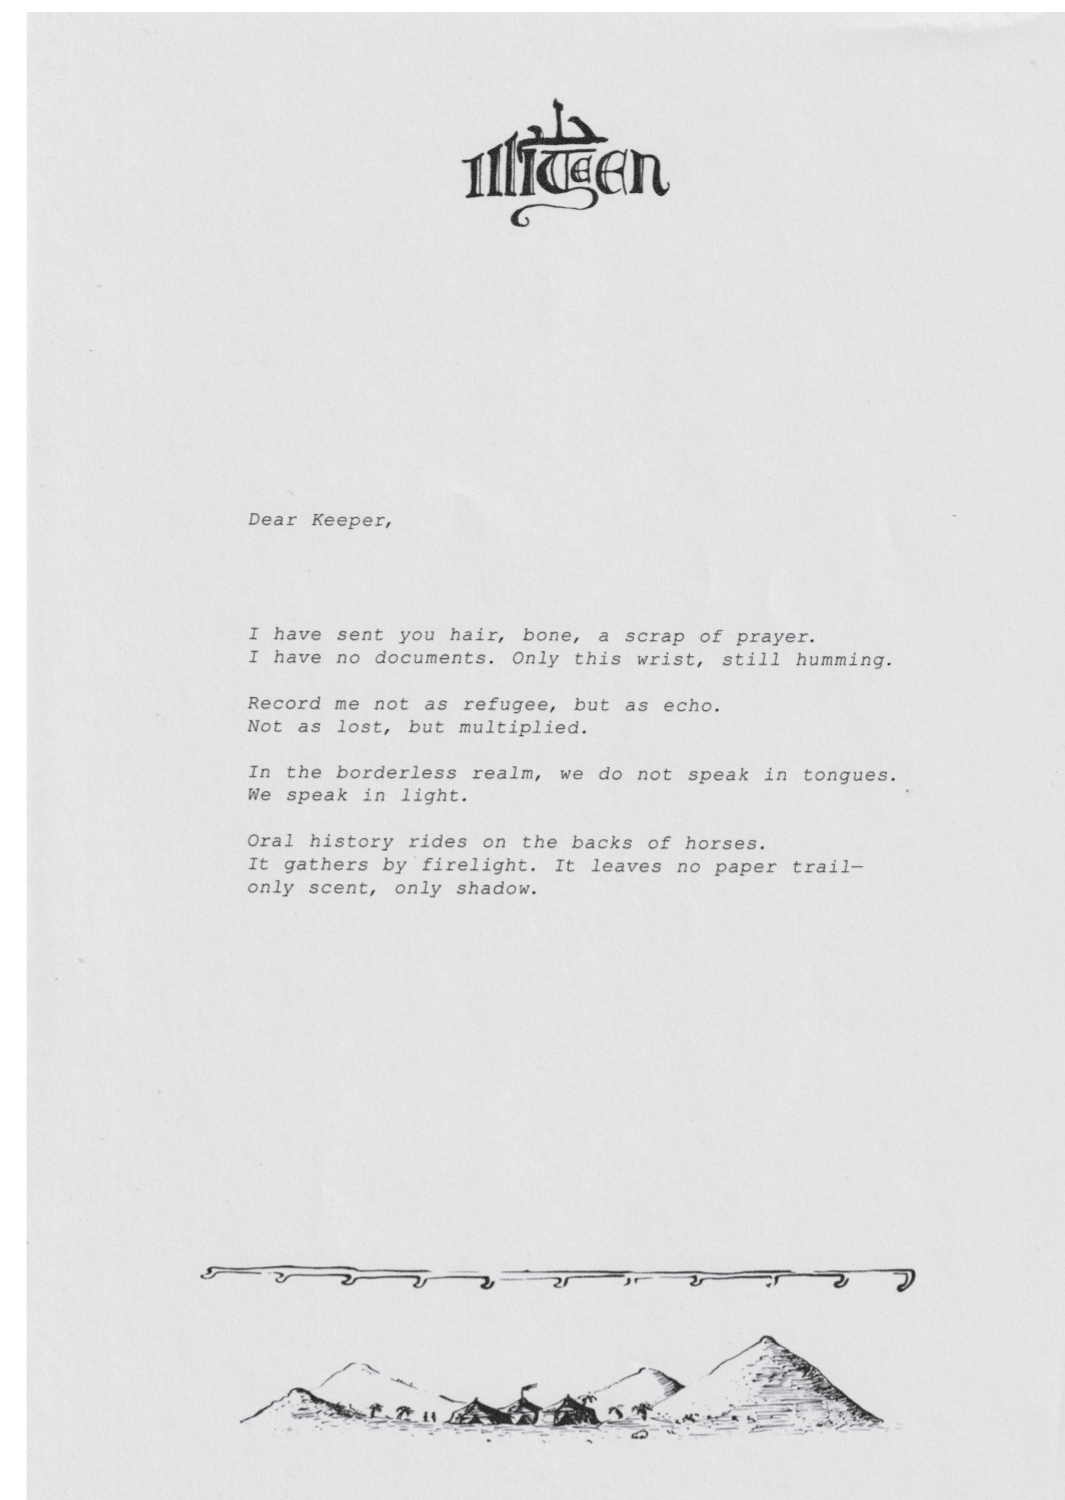 Dear Keeper,
I have sent you hair, bone, a scrap of prayer.
I have no documents. Only this wrist, still humming.
Record me not as refugee, but as echo.
Not as lost, but multiplied.
In the borderless realm, we do not speak in tongues.
We speak in light.
Oral history rides on the backs of horses.
It gathers by firelight. It leaves no paper trail—
only scent, only shadow.